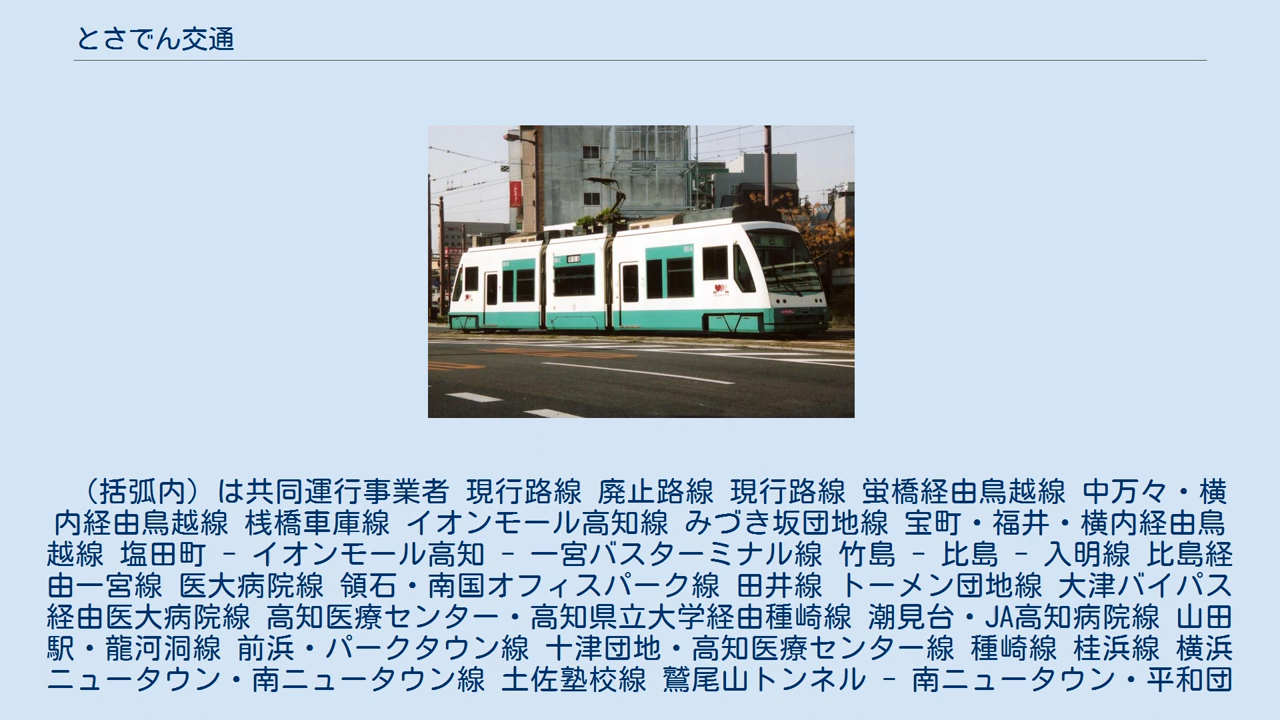 とさでん交通
（括弧内）は共同運行事業者 現行路線 廃止路線 現行路線 蛍橋経由鳥越線 中万々・横
内経由鳥越線 桟橋車庫線 イオンモール高知線 みづき坂団地線 宝町・福井・横内経由鳥
越線 塩田町 － イオンモール高知 － 一宮バスターミナル線 竹島 － 比島 － 入明線 比島経
由一宮線 医大病院線 領石・南国オフィスパーク線 田井線 トーメン団地線 大津バイパス
経由医大病院線 高知医療センター・高知県立大学経由種崎線 潮見台・JA高知病院線 山田
駅・龍河洞線 前浜・パークタウン線 十津団地・高知医療センター線 種崎線 桂浜線 横浜
ニュータウン・南ニュータウン線 土佐塾校線 鷲尾山トンネル － 南ニュータウン・平和団